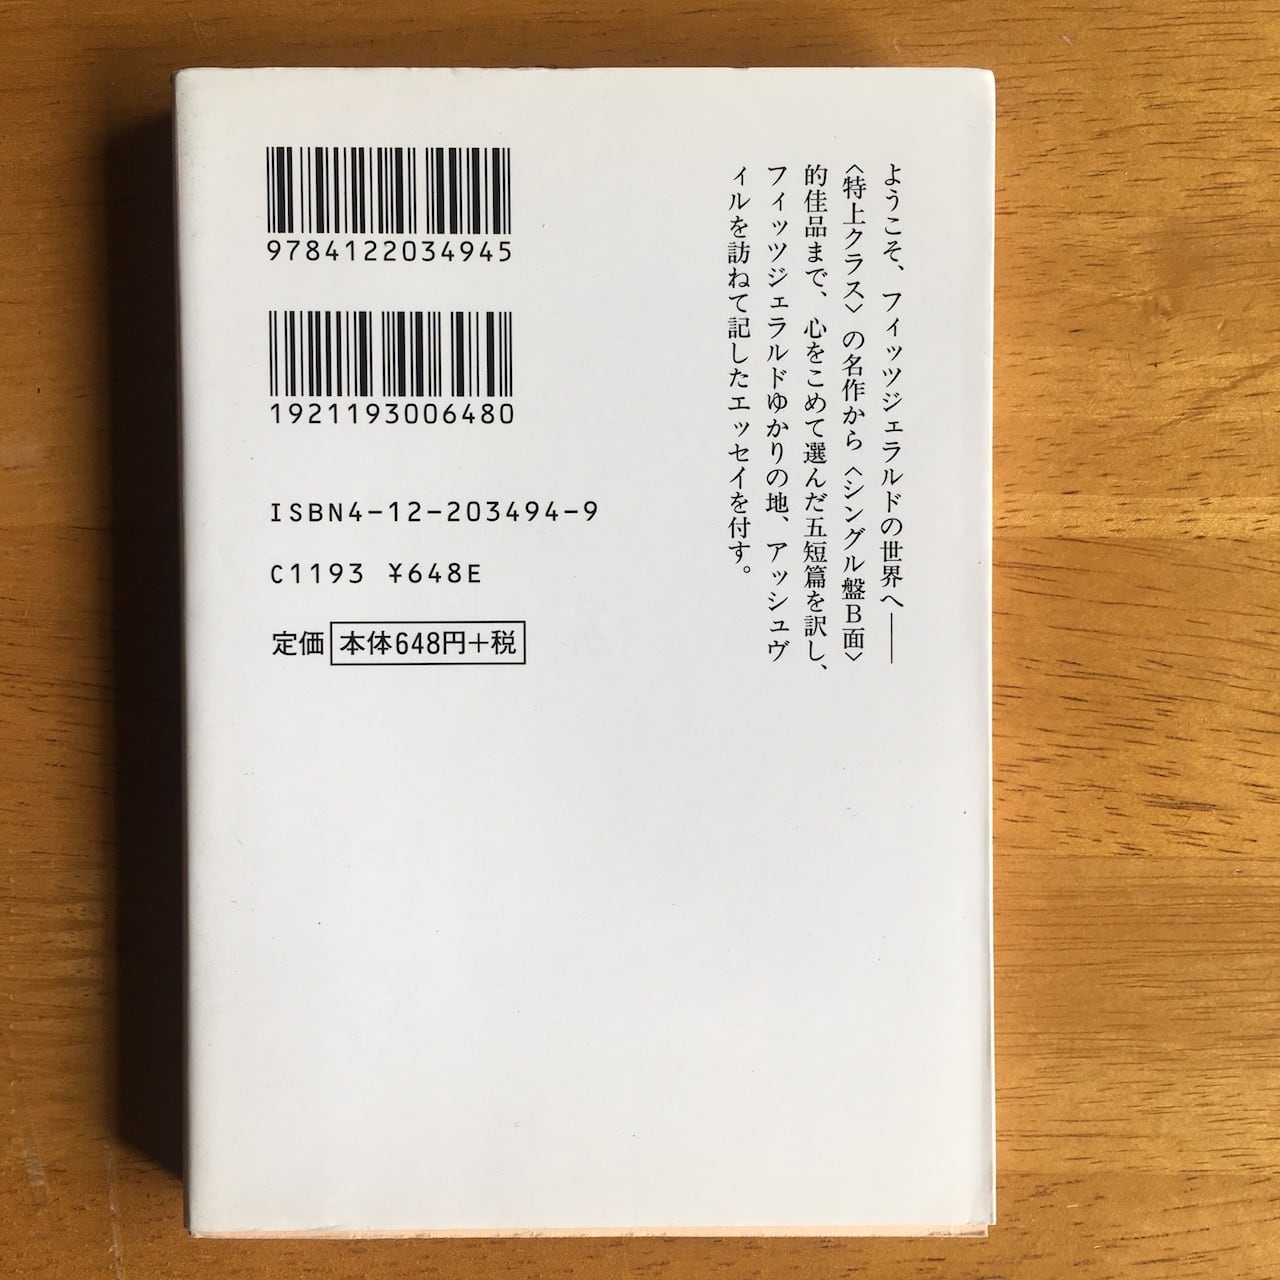 ようこそ、フィッツジェラルドの世界へ――
〈特上クラス〉の名作から〈シングル盤B面〉
的佳品まで、心をこめて選んだ五短篇を訳し、
フィッツジェラルドゆかりの地、アッシュヴ
ィルを訪ねて記したエッセイを付す。
9784122034945
1921193006480
ISBN4-12-203494-9
C1193 ¥648E
定価 本体648円+税